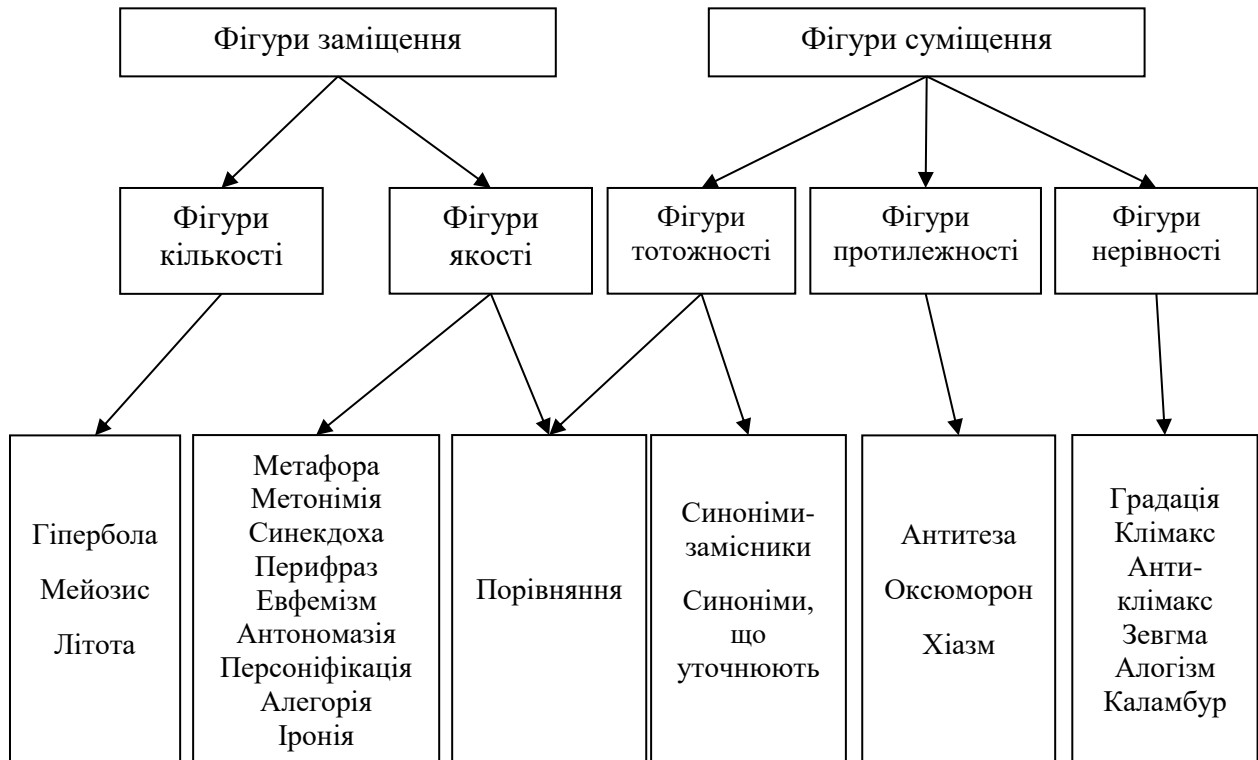 Фігури заміщення
Фігури суміщення
Фігури
кількості
Фігури
якості
Фігури
тотожності
Фігури
протилежності
Фігури
нерівності
Гіпербола
Мейозис
Літота
Метафора
Метонімія
Синекдоха
Перифраз
Евфемізм
Антономазія
Персоніфікація
Алегорія
Іронія
Порівняння
Синоніми-
замісники
Синоніми,
що
уточнюють
Антитеза
Оксюморон
Хіазм
Градація
Клімакс
Анти-
клімакс
Зевгма
Алогізм
Каламбур